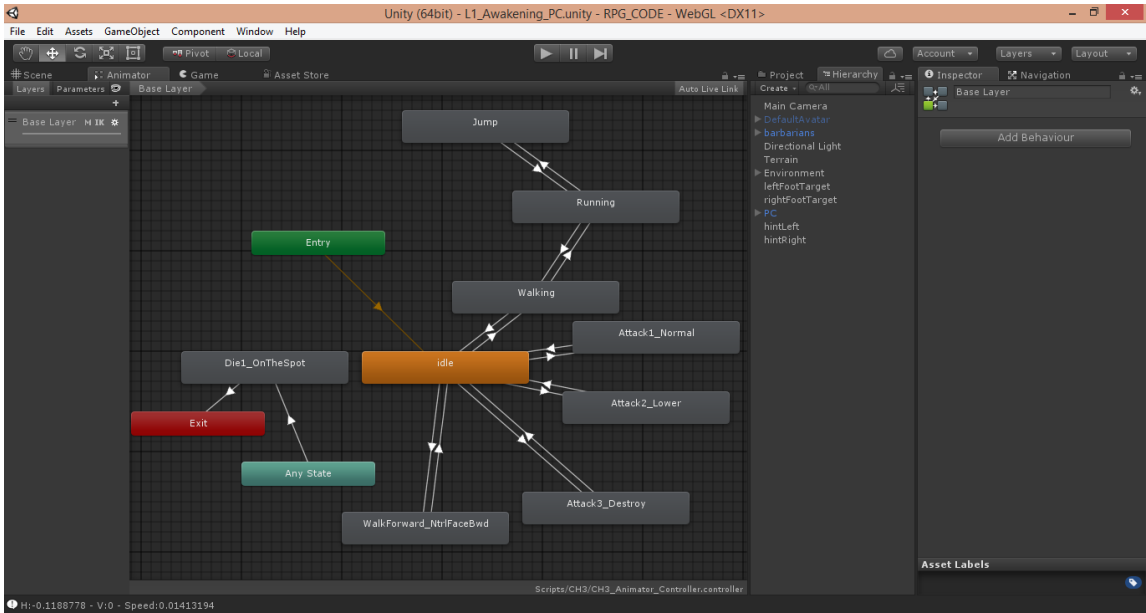 Unity (64bit) - L1_Awakening_PC.unity - RPG_CODE - WebGL <DX11>
File Edit Assets GameObject Component Window Help
Pivot Local Account Layers Layout
Scene Animator Game Asset Store
Project Hierarchy
Inspector Navigation
Layers Parameters
Base Layer Auto Live Link
Create All
Base Layer
Base Layer IK
Add Behaviour
Main Camera
DefaultAvatar
barbarians
Directional Light
Terrain
Environment
leftFootTarget
rightFootTarget
PC
hintLeft
hintRight
Jump
Running
Entry
Walking
Attack1_Normal
Die1_OnTheSpot
idle
Attack2_Lower
Exit
Any State
Attack3_Destroy
WalkForward_NtrlFaceBwd
Asset Labels
Scripts/CH3/CH3_Animator_Controller.controller
H:-0.1188778 - V:0 - Speed:0.01413194